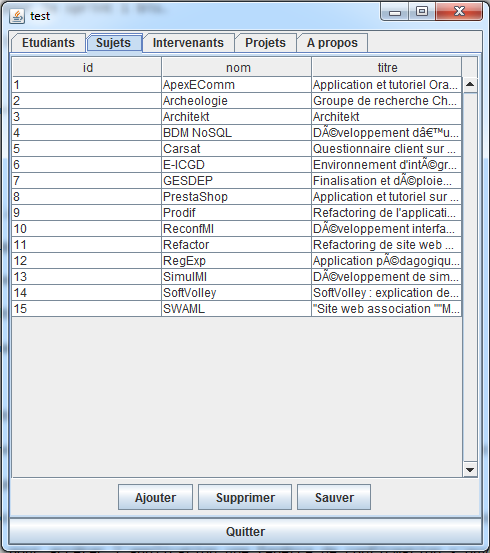 test
Etudiants Sujets Intervenants Projets A propos
id nom titre
1 ApexEComm Application et tutoriel Ora...
2 Archeologie Groupe de recherche Ch...
3 Architekt Architekt
4 BDM NoSQL DÃ©veloppement dâ€™u...
5 Carsat Questionnaire client sur ...
6 E-ICGD Environnement d'intÃ©gr...
7 GESDEP Finalisation et dÃ©ploie...
8 PrestaShop Application et tutoriel sur ...
9 Prodif Refactoring de l'applicati...
10 ReconfMI DÃ©veloppement interfa...
11 Refactor Refactoring de site web ...
12 RegExp Application pÃ©dagogiqu...
13 SimulMI DÃ©veloppement de sim...
14 SoftVolley SoftVolley : explication de...
15 SWAML "Site web association ""M...
Ajouter Supprimer Sauver
Quitter